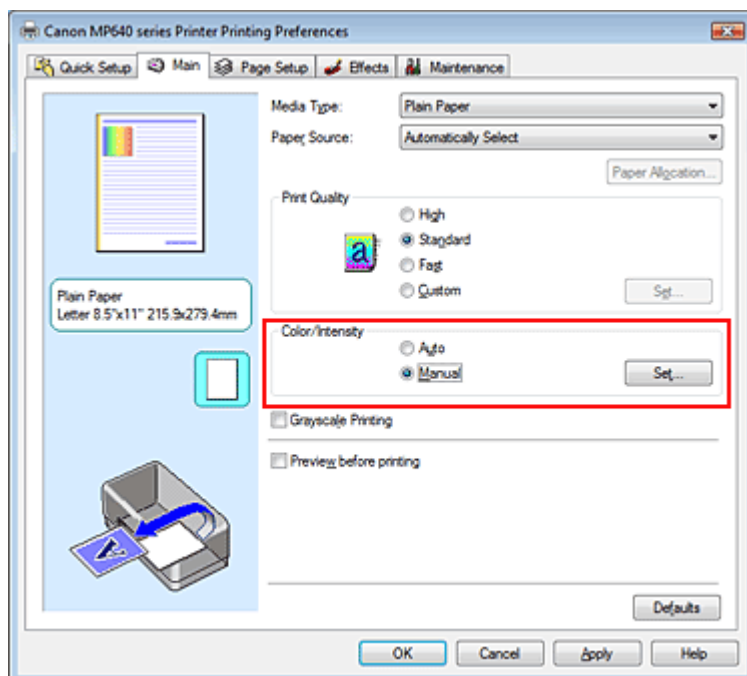 Canon MP640 series Printer Printing Preferences
Quick Setup Main Page Setup Effects Maintenance
Media Type: Plain Paper
Paper Source: Automatically Select
Paper Allocation...
Print Quality
High
a Standard
Fast
Custom Set...
Plain Paper
Letter 8.5"x11" 215.9x279.4mm
Color/Intensity
Auto
Manual Set...
Grayscale Printing
Preview before printing
Defaults
OK Cancel Apply Help